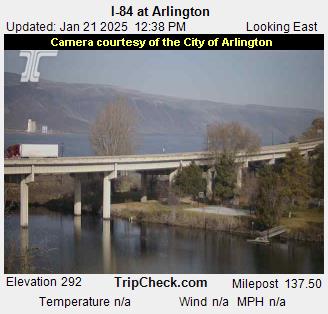 I-84 at Arlington
Updated: Jan 21 2025 12:38 PM Looking East
Camera courtesy of the City of Arlington
Elevation 292 TripCheck.com Milepost 137.50
Temperature n/a Wind n/a MPH n/a